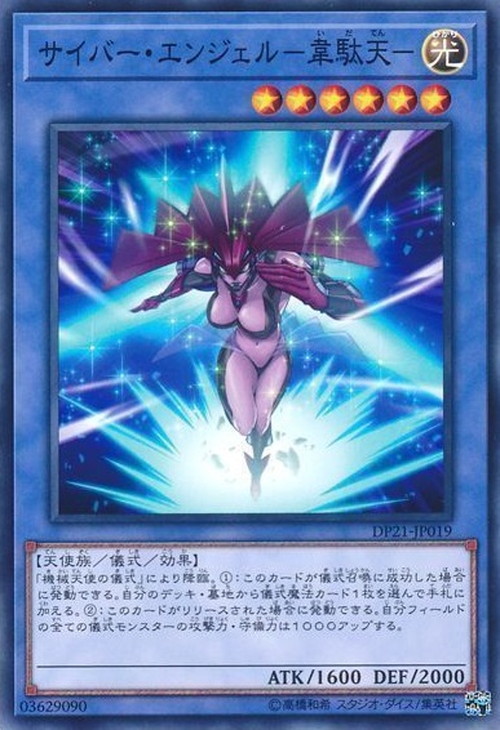 サイバー・エンジェル－韋駄天－
光
DP21-JP019
【天使族／儀式／効果】
「機械天使の儀式」により降臨。①：このカードが儀式召喚に成功した場合
に発動できる。自分のデッキ・墓地から儀式魔法カード１枚を選んで手札に
加える。②：このカードがリリースされた場合に発動できる。自分フィールド
の全ての儀式モンスターの攻撃力・守備力は１０００アップする。
ATK/1600 DEF/2000
03629090
©高橋和希 スタジオ・ダイス/集英社